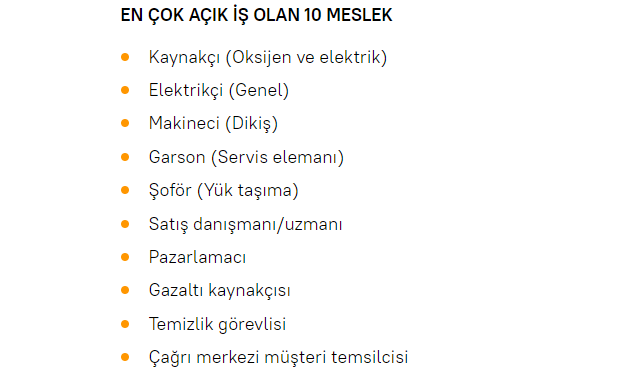 EN ÇOK AÇIK İŞ OLAN 10 MESLEK
Kaynakçı (Oksijen ve elektrik)
Elektrikçi (Genel)
Makineci (Dikiş)
Garson (Servis elemanı)
Şoför (Yük taşıma)
Satış danışmanı/uzmanı
Pazarlamacı
Gazaltı kaynakçısı
Temizlik görevlisi
Çağrı merkezi müşteri temsilcisi